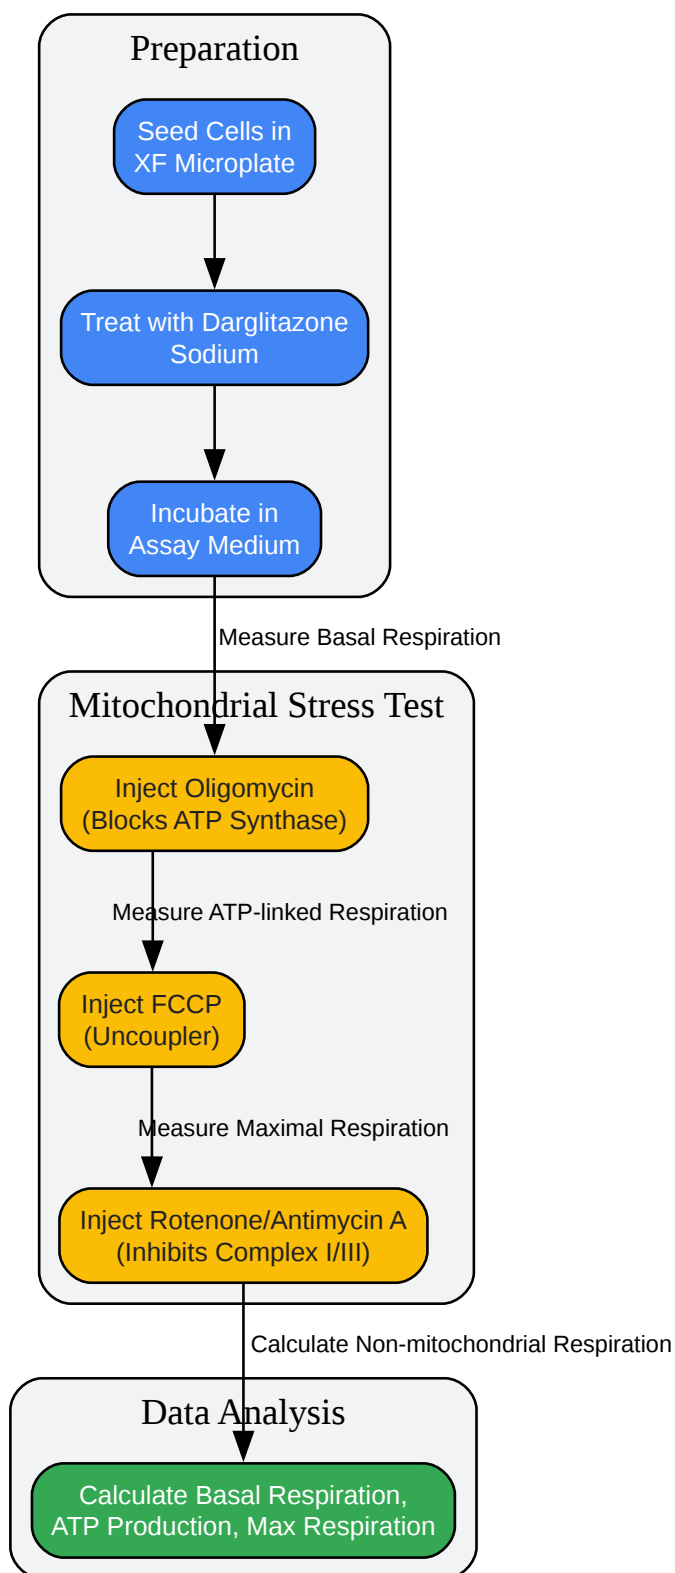 Preparation
Seed Cells in
XF Microplate
Treat with Darglitazone
Sodium
Incubate in
Assay Medium
Measure Basal Respiration
Mitochondrial Stress Test
Inject Oligomycin
(Blocks ATP Synthase)
Measure ATP-linked Respiration
Inject FCCP
(Uncoupler)
Measure Maximal Respiration
Inject Rotenone/Antimycin A
(Inhibits Complex I/III)
Calculate Non-mitochondrial Respiration
Data Analysis
Calculate Basal Respiration,
ATP Production, Max Respiration